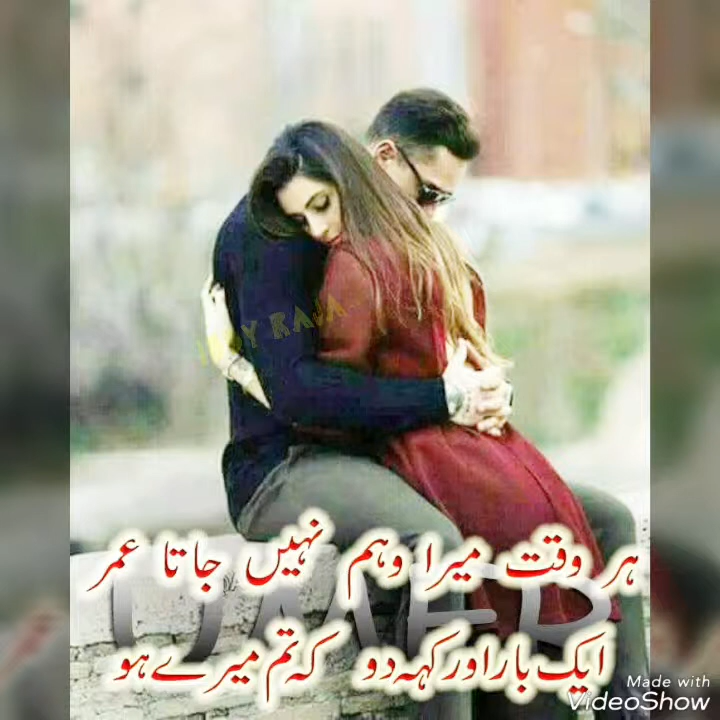 ہر وقت میرا وہم نہیں جاتا عمر
ایک بار اور کہہ دو کہ تم میرے ہو
OMER
Made with
VideoShow